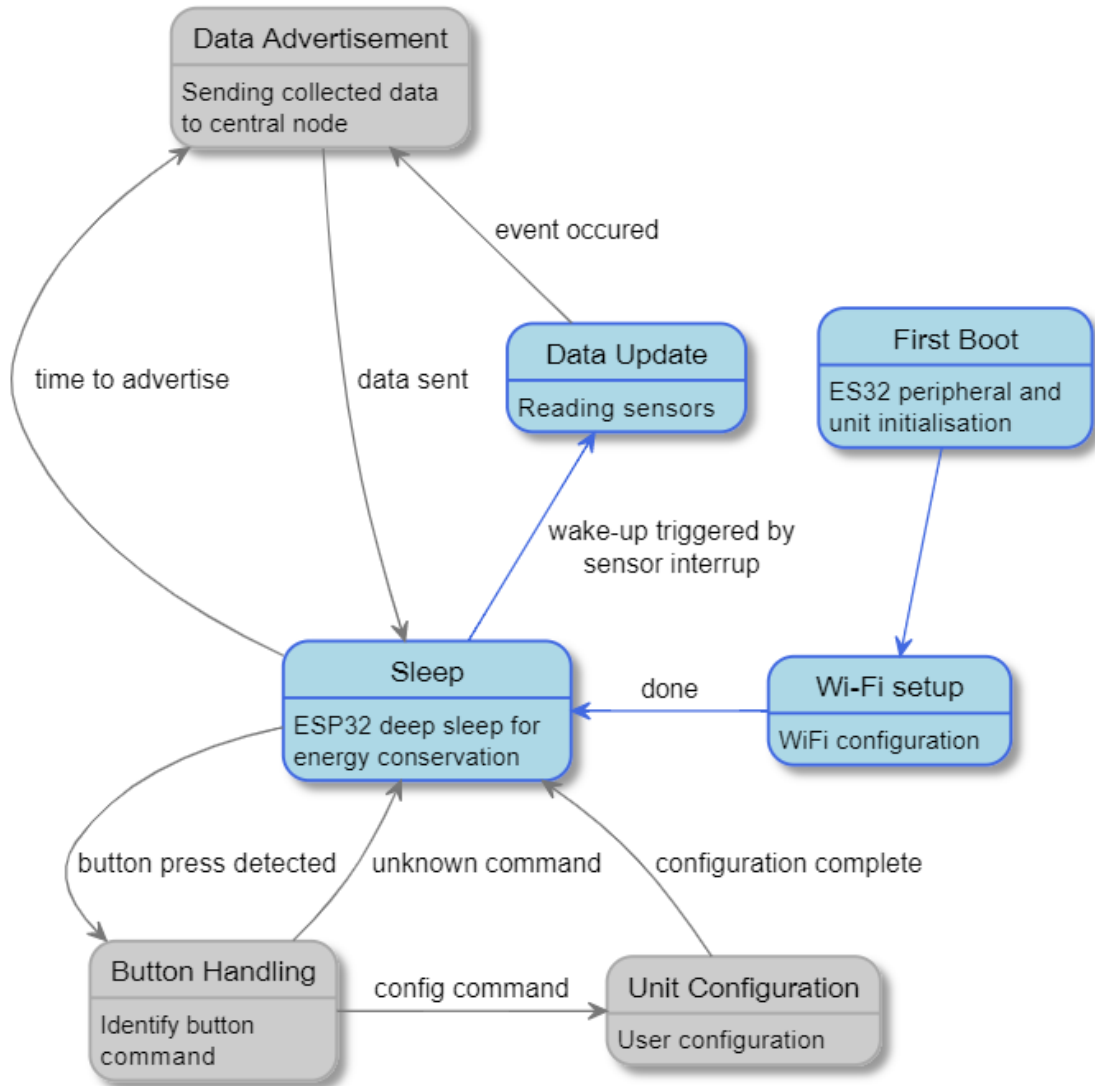 Data Advertisement
Sending collected data
to central node
event occured
time to advertise
data sent
Data Update
Reading sensors
First Boot
ES32 peripheral and
unit initialisation
wake-up triggered by
sensor interrup
Sleep
ESP32 deep sleep for
energy conservation
done
Wi-Fi setup
WiFi configuration
button press detected
unknown command
configuration complete
Button Handling
Identify button
command
config command
Unit Configuration
User configuration